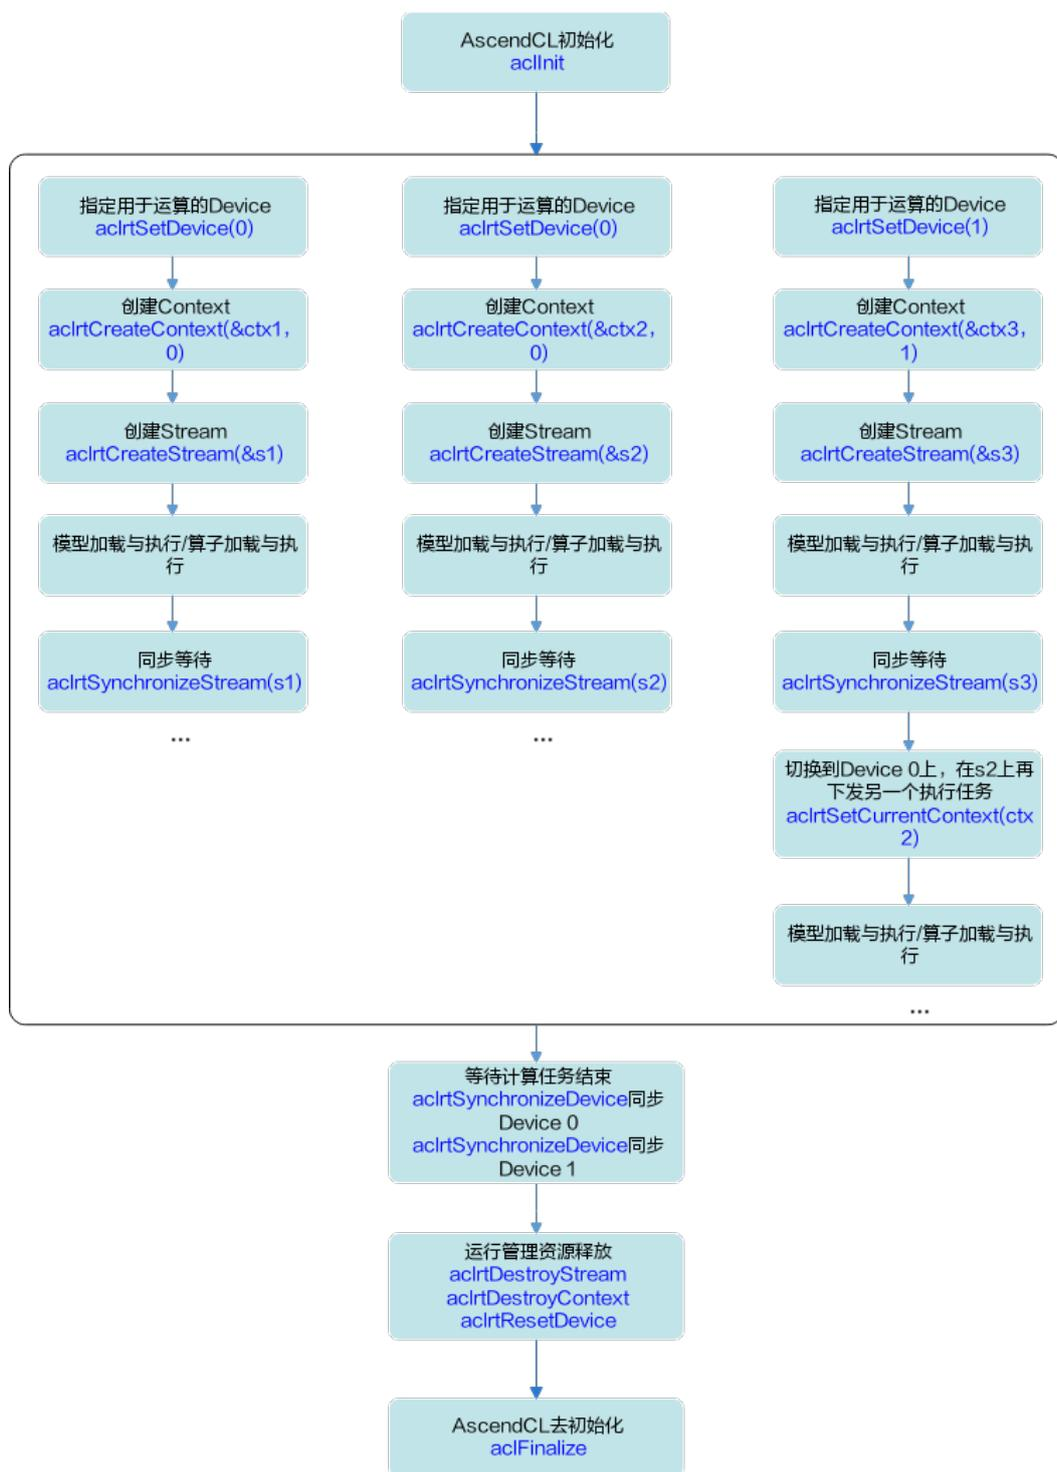 AscendCL初始化
aclInit
指定用于运算的Device
aclrtSetDevice(0)
创建Context
aclrtCreateContext(&ctx1,
0)
创建Stream
aclrtCreateStream(&s1)
模型加载与执行/算子加载与执
行
同步等待
aclrtSynchronizeStream(s1)
...
指定用于运算的Device
aclrtSetDevice(0)
创建Context
aclrtCreateContext(&ctx2,
0)
创建Stream
aclrtCreateStream(&s2)
模型加载与执行/算子加载与执
行
同步等待
aclrtSynchronizeStream(s2)
...
指定用于运算的Device
aclrtSetDevice(1)
创建Context
aclrtCreateContext(&ctx3,
1)
创建Stream
aclrtCreateStream(&s3)
模型加载与执行/算子加载与执
行
同步等待
aclrtSynchronizeStream(s3)
切换到Device 0上，在s2上再
下发另一个执行任务
aclrtSetCurrentContext(ctx
2)
模型加载与执行/算子加载与执
行
...
等待计算任务结束
aclrtSynchronizeDevice同步
Device 0
aclrtSynchronizeDevice同步
Device 1
运行管理资源释放
aclrtDestroyStream
aclrtDestroyContext
aclrtResetDevice
AscendCL去初始化
aclFinalize